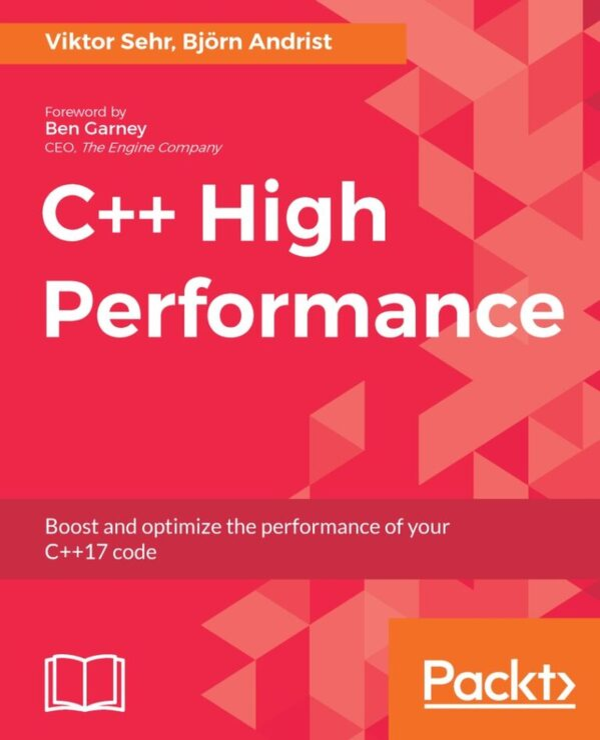 Viktor Sehr, Björn Andrist
Foreword by
Ben Garney
CEO, The Engine Company
C++ High
Performance
Boost and optimize the performance of your
C++17 code
Packt>